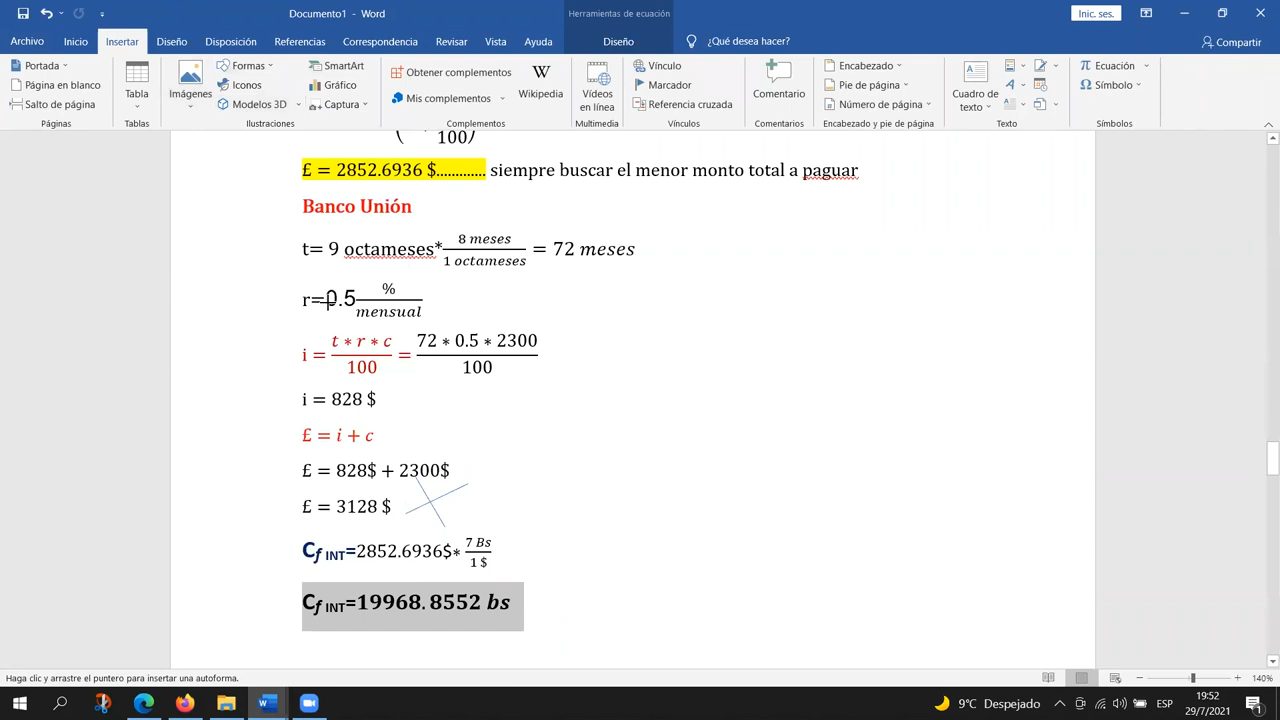 Documento1 - Word
Herramientas de ecuación
Inic. ses.
Archivo Inicio Insertar Diseño Disposición Referencias Correspondencia Revisar Vista Ayuda Diseño ¿Qué desea hacer? Compartir
Portada
Página en blanco
Salto de página
Páginas
Tabla
Tablas
Imágenes
Formas
Iconos
Modelos 3D
SmartArt
Gráfico
Captura
Ilustraciones
Obtener complementos
Mis complementos
W
Wikipedia
Complementos
Vídeos en línea
Multimedia
Vínculo
Marcador
Referencia cruzada
Vínculos
Comentario
Comentarios
Encabezado
Pie de página
Número de página
Encabezado y pie de página
Cuadro de texto
Texto
π Ecuación
Ω Símbolo
Símbolos
100
£ = 2852.6936 $............. siempre buscar el menor monto total a paguar
Banco Unión
t= 9 octameses* 8 meses / 1 octameses = 72 meses
r=0.5 % / mensual
i = t ∗ r ∗ c / 100 = 72 ∗ 0.5 ∗ 2300 / 100
i = 828 $
£ = i + c
£ = 828$ + 2300$
£ = 3128 $
Cf INT=2852.6936$∗ 7 Bs / 1 $
Cf INT=19968.8552 bs
Haga clic y arrastre el puntero para insertar una autoforma.
140%
9°C Despejado
ESP
19:52
29/7/2021